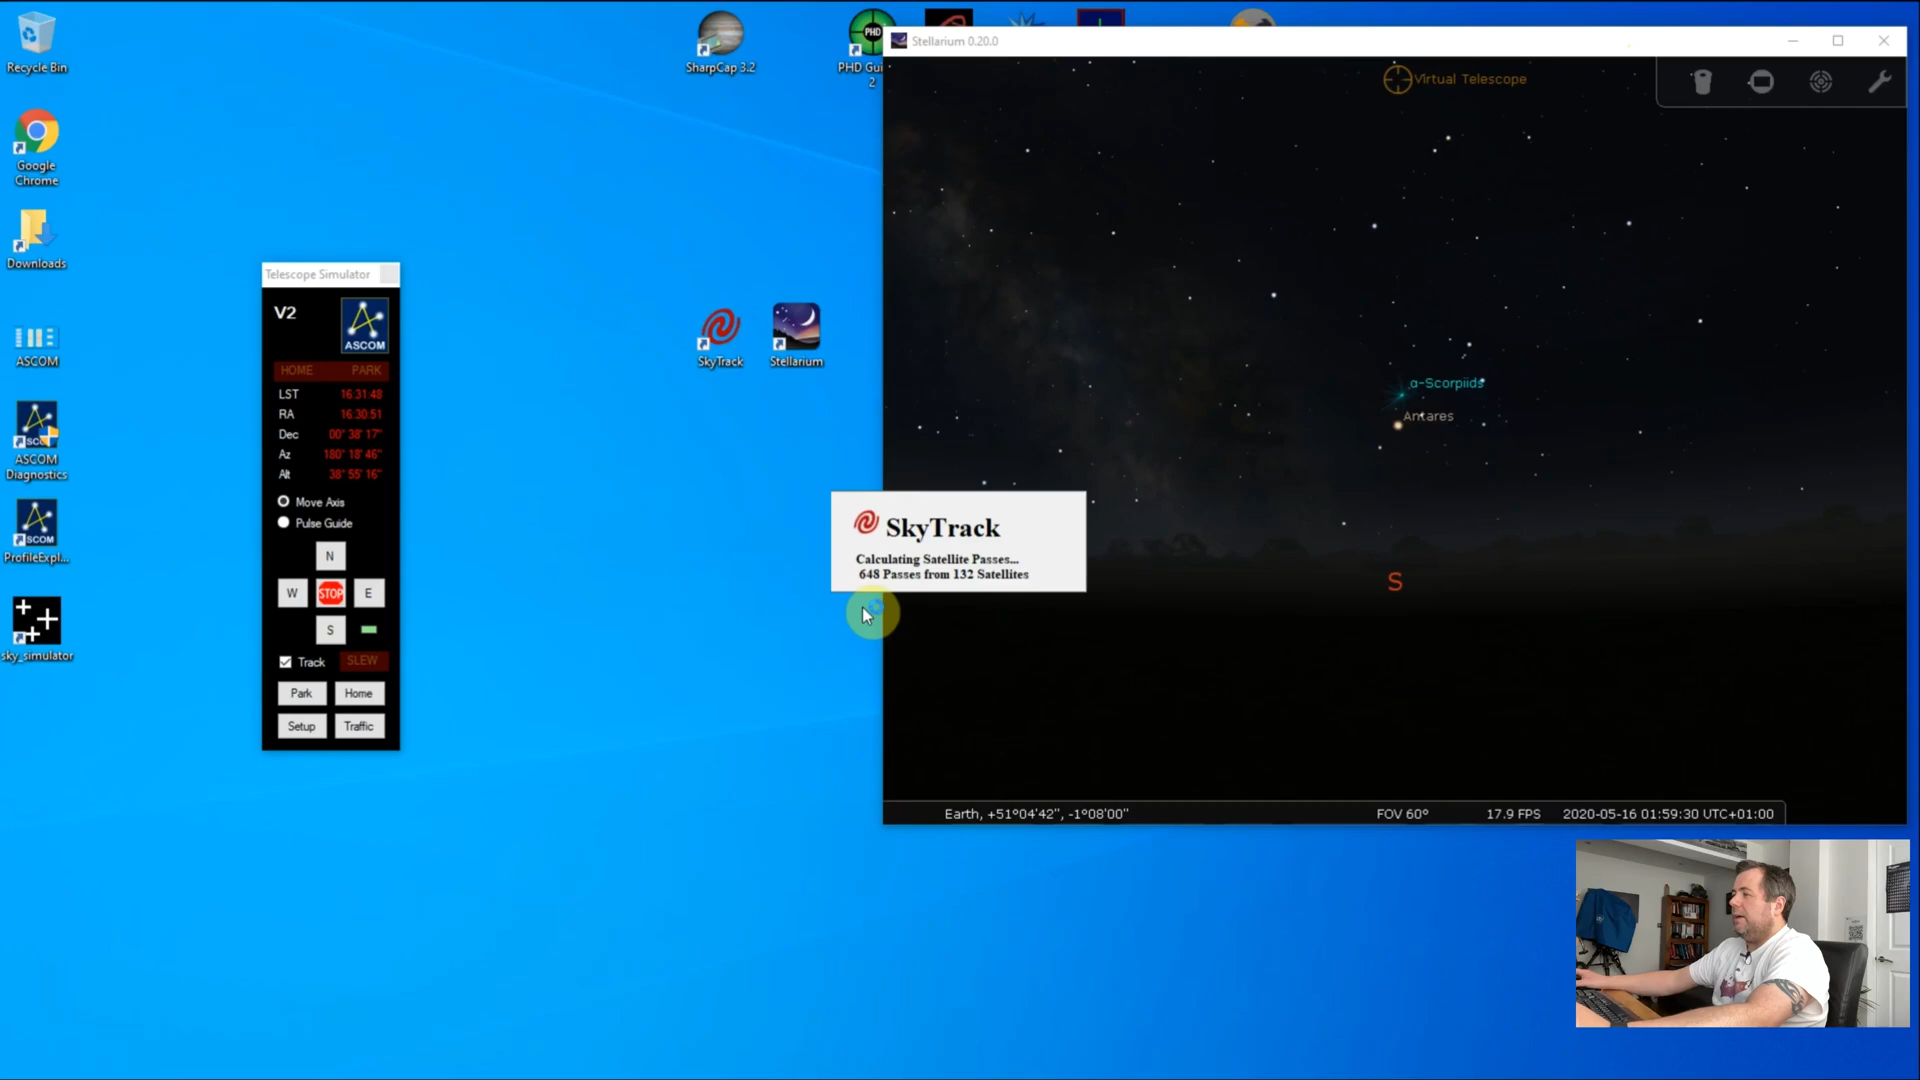 Recycle Bin
Google
Chrome
Downloads
ASCOM
ASCOM
Diagnostics
ProfileExpl...
sky_simulator
SharpCap 3.2
PHD
PHD Gui
2
SkyTrack
Stellarium
Telescope Simulator
V2
ASCOM
HOME PARK
LST 16 31:48
RA 16 30:51
Dec 00° 38' 17"
Az 180° 18' 46"
Alt 38° 55' 16"
Move Axis
Pulse Guide
N
W STOP E
S
Track SLEW
Park Home
Setup Traffic
Stellarium 0.20.0
Virtual Telescope
α-Scorpiids
Antares
S
SkyTrack
Calculating Satellite Passes...
648 Passes from 132 Satellites
Earth, +51°04'42", -1°08'00" FOV 60° 17.9 FPS 2020-05-16 01:59:30 UTC+01:00